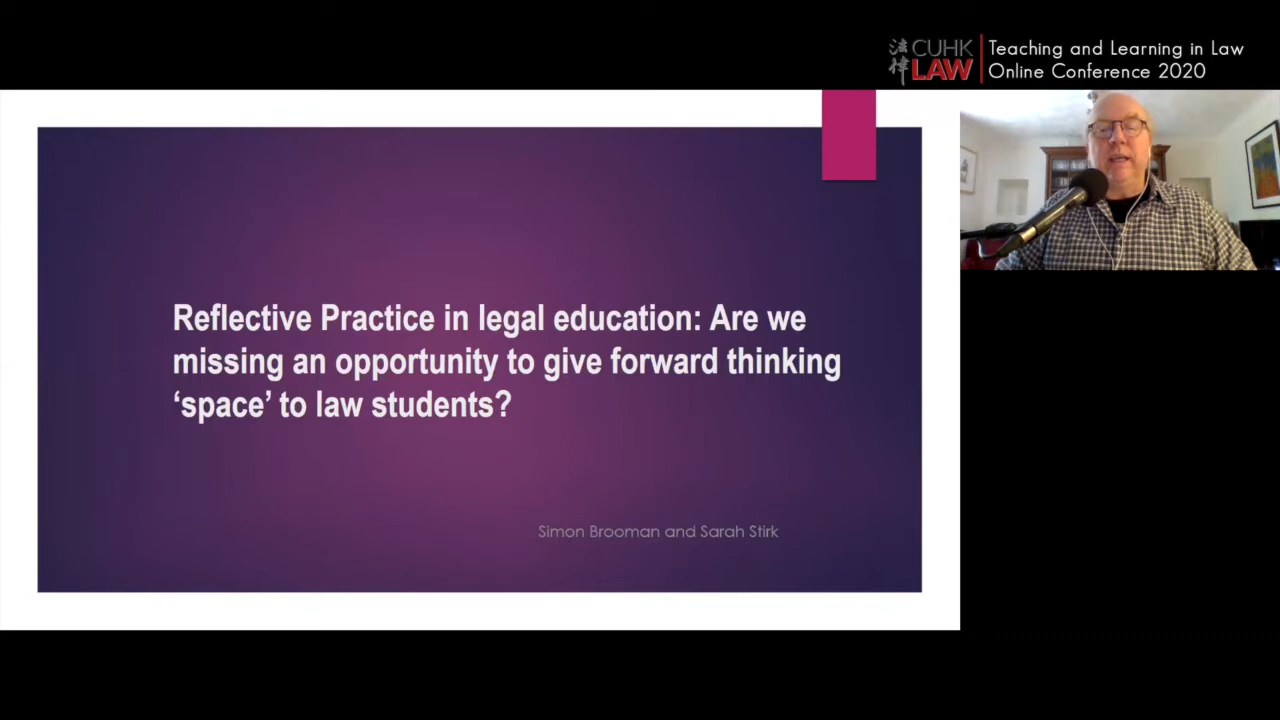 法律 CUHK LAW
Teaching and Learning in Law
Online Conference 2020
Reflective Practice in legal education: Are we
missing an opportunity to give forward thinking
‘space’ to law students?
Simon Brooman and Sarah Stirk